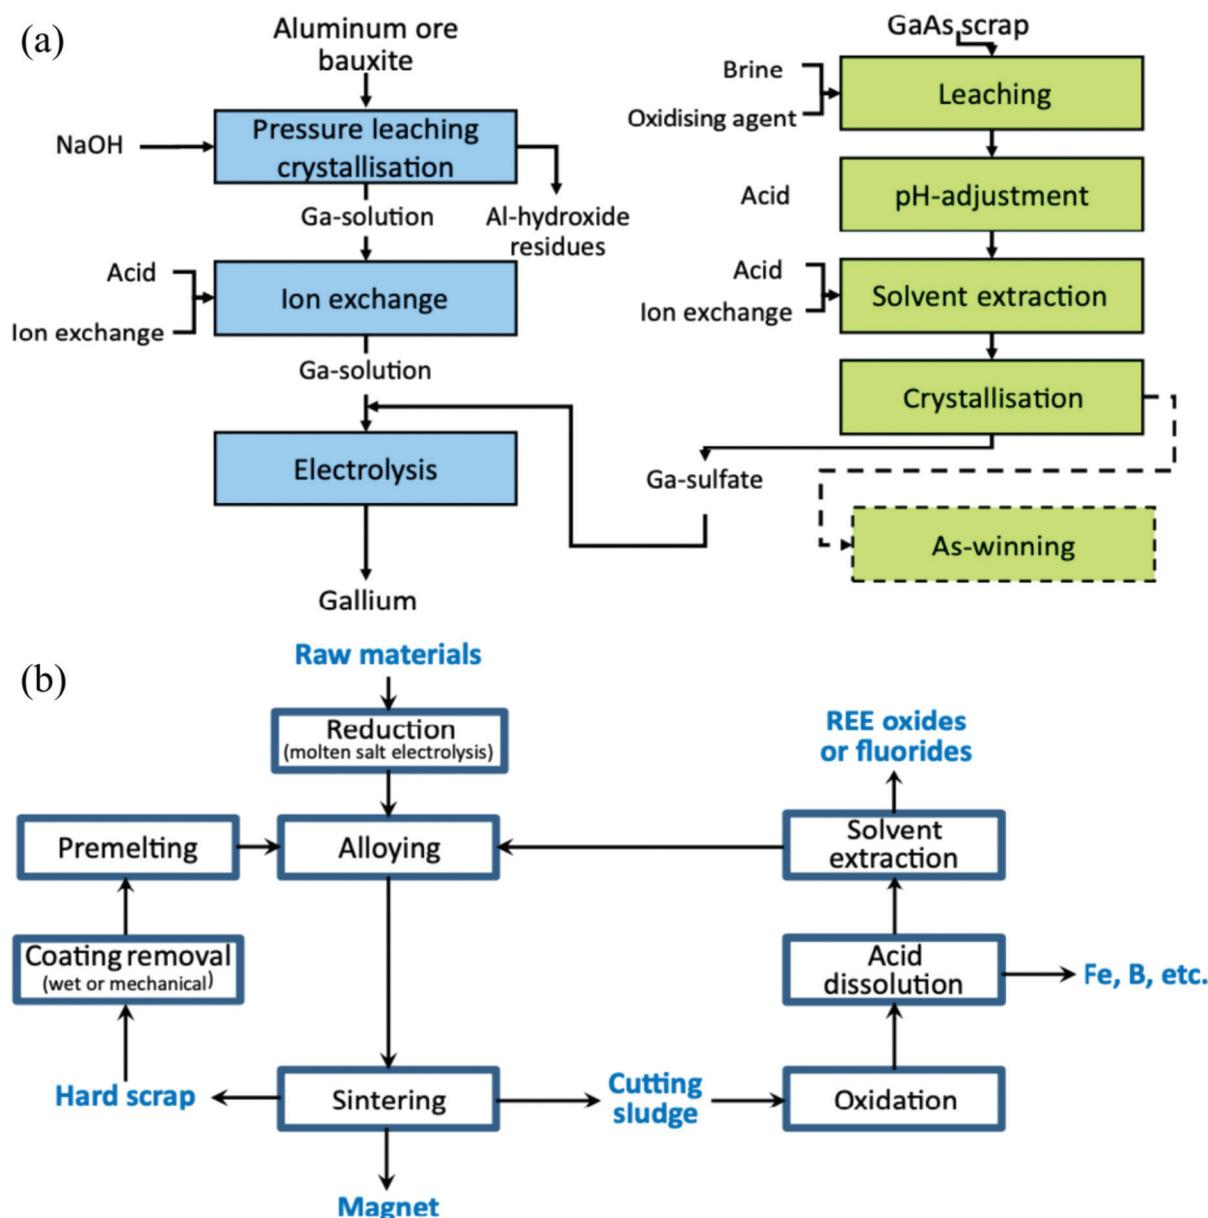 (a)
Aluminum ore
bauxite
NaOH
Pressure leaching
crystallisation
Ga-solution
Al-hydroxide
residues
Acid
Ion exchange
Ion exchange
Ga-solution
Electrolysis
Gallium
GaAs scrap
Brine
Oxidising agent
Leaching
Acid
pH-adjustment
Acid
Ion exchange
Solvent extraction
Crystallisation
Ga-sulfate
As-winning
(b)
Raw materials
Reduction
(molten salt electrolysis)
Premelting
Alloying
Coating removal
(wet or mechanical)
Hard scrap
Sintering
Magnet
Cutting
sludge
Oxidation
Acid
dissolution
Fe, B, etc.
Solvent
extraction
REE oxides
or fluorides